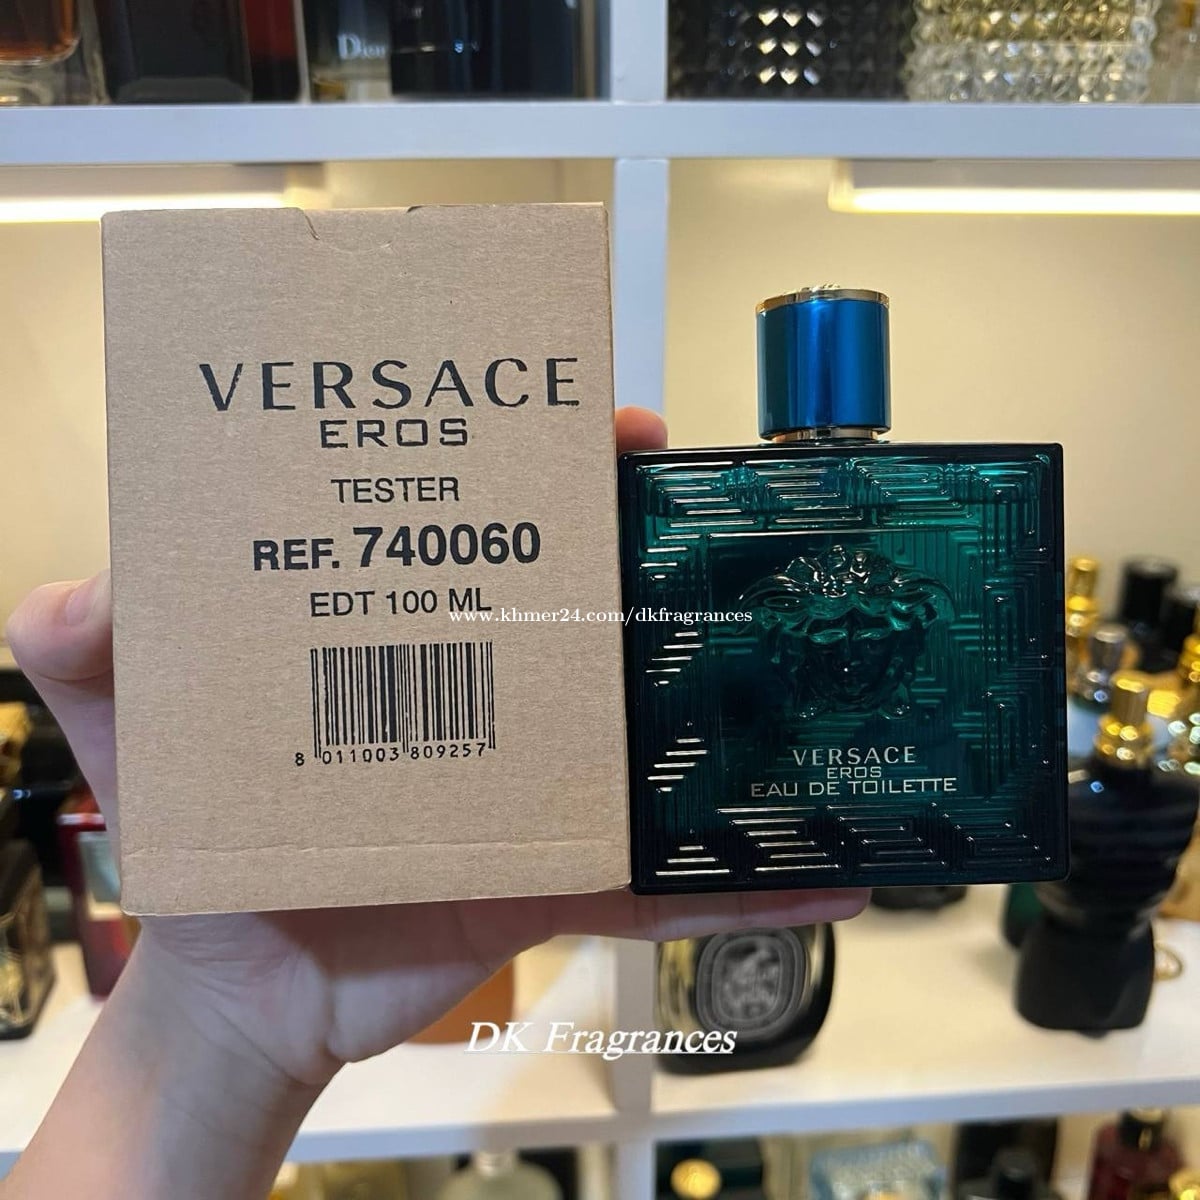 Dior
VERSACE
EROS
TESTER
REF. 740060
EDT 100 ML
www.khmer24.com/dkfragrances
8 011003 809257
VERSACE
EROS
EAU DE TOILETTE
DK Fragrances